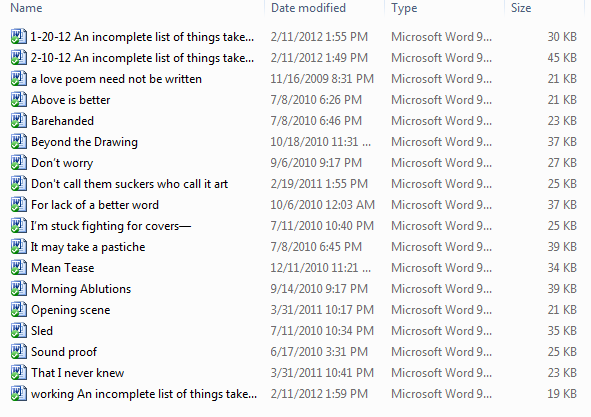 Name Date modified Type Size
1-20-12 An incomplete list of things take... 2/11/2012 1:55 PM Microsoft Word 9... 30 KB
2-10-12 An incomplete list of things take... 2/11/2012 1:49 PM Microsoft Word 9... 45 KB
a love poem need not be written 11/16/2009 8:31 PM Microsoft Word 9... 21 KB
Above is better 7/8/2010 6:26 PM Microsoft Word 9... 21 KB
Barehanded 7/8/2010 6:46 PM Microsoft Word 9... 23 KB
Beyond the Drawing 10/18/2010 11:31 ... Microsoft Word 9... 37 KB
Don't worry 9/6/2010 9:17 PM Microsoft Word 9... 27 KB
Don't call them suckers who call it art 2/19/2011 1:55 PM Microsoft Word 9... 25 KB
For lack of a better word 10/6/2010 12:03 AM Microsoft Word 9... 37 KB
I'm stuck fighting for covers— 7/11/2010 10:40 PM Microsoft Word 9... 25 KB
It may take a pastiche 7/8/2010 6:45 PM Microsoft Word 9... 39 KB
Mean Tease 12/11/2010 11:21 ... Microsoft Word 9... 34 KB
Morning Ablutions 9/14/2010 9:17 PM Microsoft Word 9... 39 KB
Opening scene 3/31/2011 10:17 PM Microsoft Word 9... 21 KB
Sled 7/11/2010 10:34 PM Microsoft Word 9... 35 KB
Sound proof 6/17/2010 3:31 PM Microsoft Word 9... 25 KB
That I never knew 3/31/2011 10:41 PM Microsoft Word 9... 23 KB
working An incomplete list of things take... 2/11/2012 1:59 PM Microsoft Word 9... 19 KB